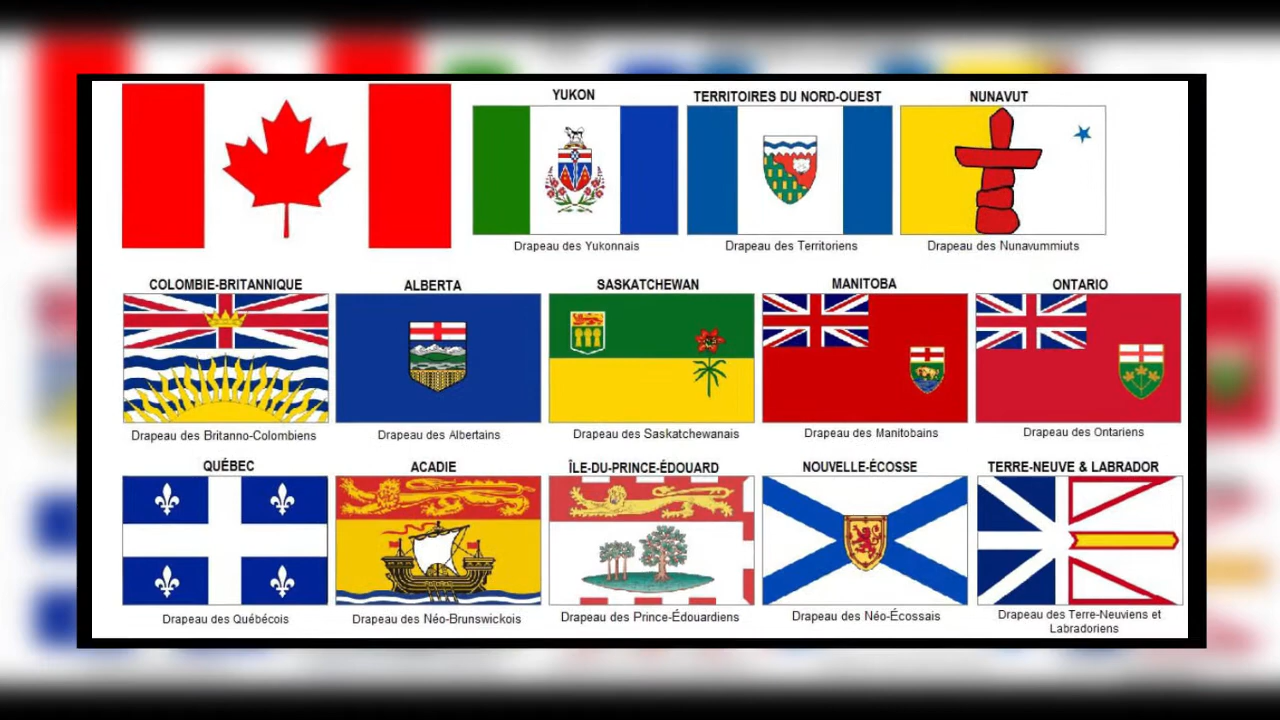 YUKON
TERRITOIRES DU NORD-OUEST
NUNAVUT
Drapeau des Yukonnais
Drapeau des Territoriens
Drapeau des Nunavummiuts
COLOMBIE-BRITANNIQUE
ALBERTA
SASKATCHEWAN
MANITOBA
ONTARIO
Drapeau des Britanno-Colombiens
Drapeau des Albertains
Drapeau des Saskatchewanais
Drapeau des Manitobains
Drapeau des Ontariens
QUÉBEC
ACADIE
ÎLE-DU-PRINCE-ÉDOUARD
NOUVELLE-ÉCOSSE
TERRE-NEUVE & LABRADOR
Drapeau des Québécois
Drapeau des Néo-Brunswickois
Drapeau des Prince-Édouardiens
Drapeau des Néo-Écossais
Drapeau des Terre-Neuviens et
Labradoriens